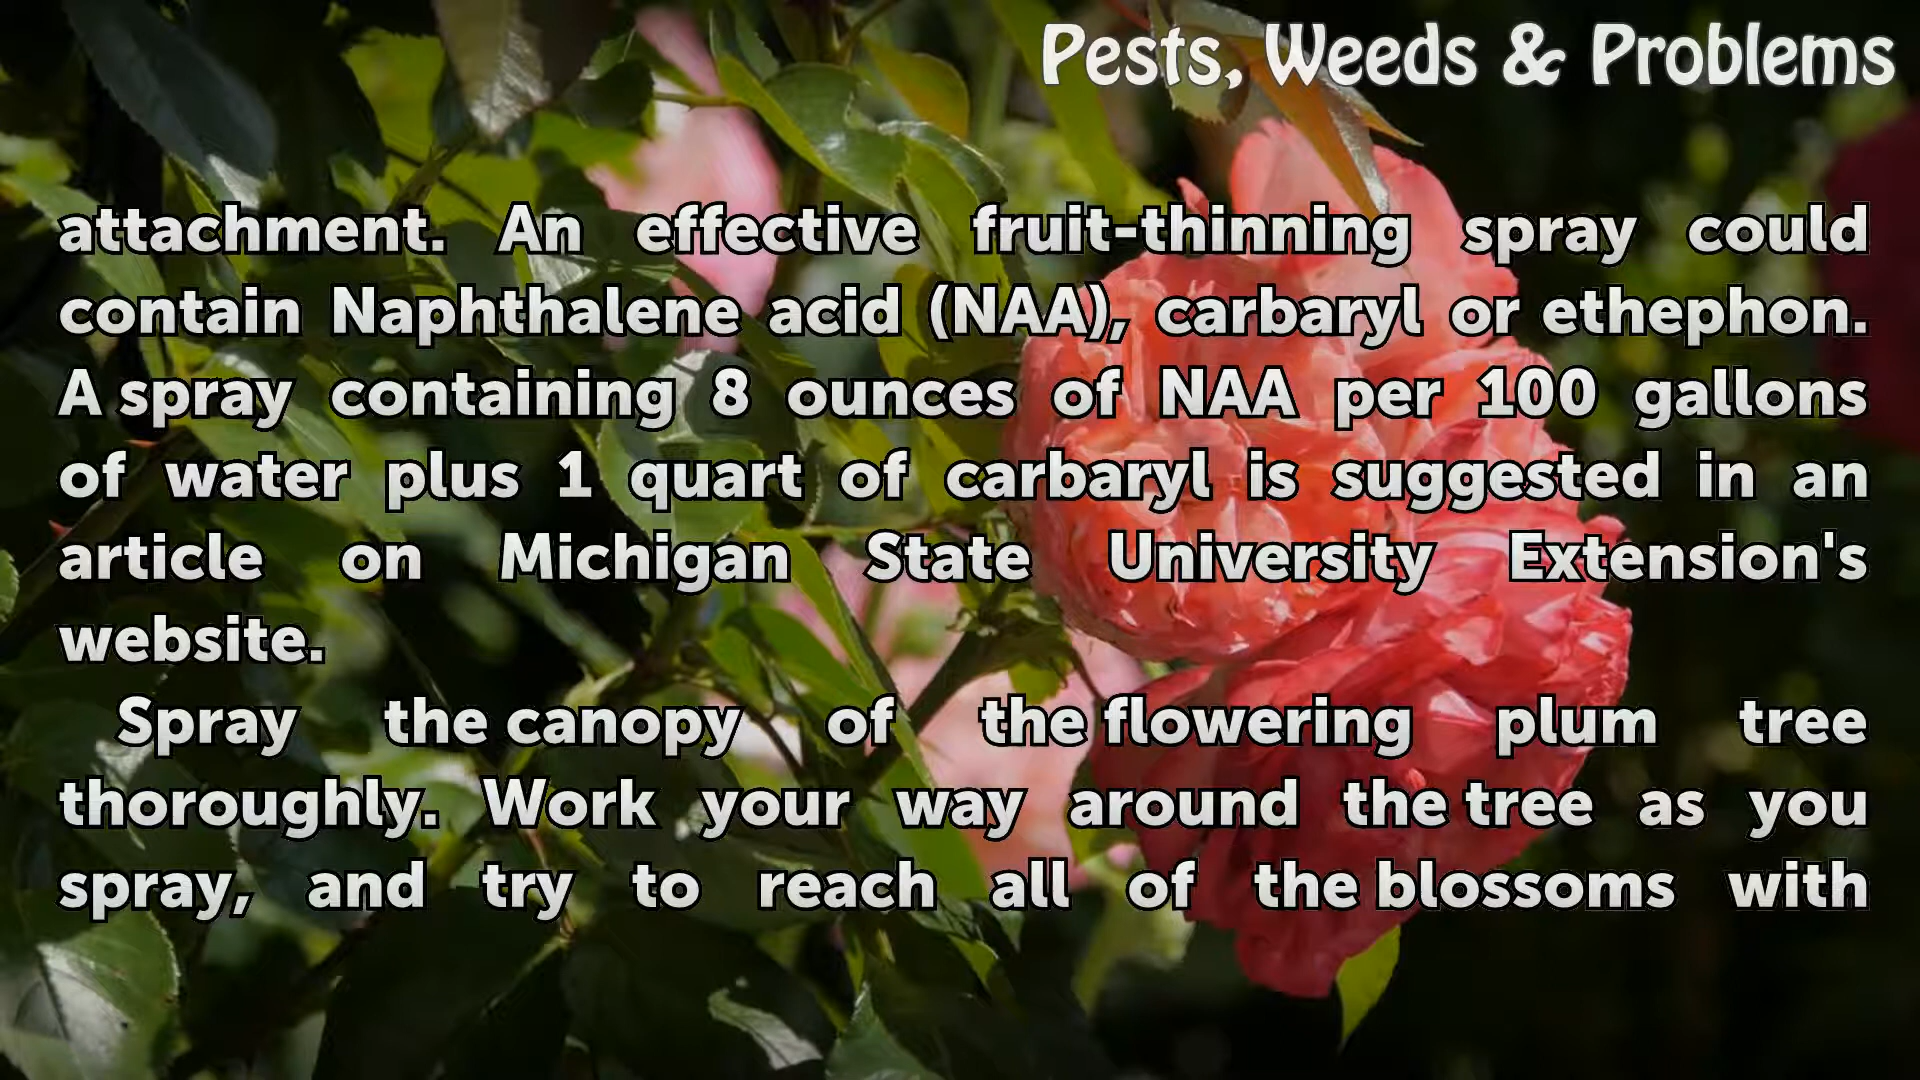 Pests, Weeds & Problems
attachment. An effective fruit-thinning spray could
contain Naphthalene acid (NAA), carbaryl or ethephon.
A spray containing 8 ounces of NAA per 100 gallons
of water plus 1 quart of carbaryl is suggested in an
article on Michigan State University Extension's
website.
Spray the canopy of the flowering plum tree
thoroughly. Work your way around the tree as you
spray, and try to reach all of the blossoms with